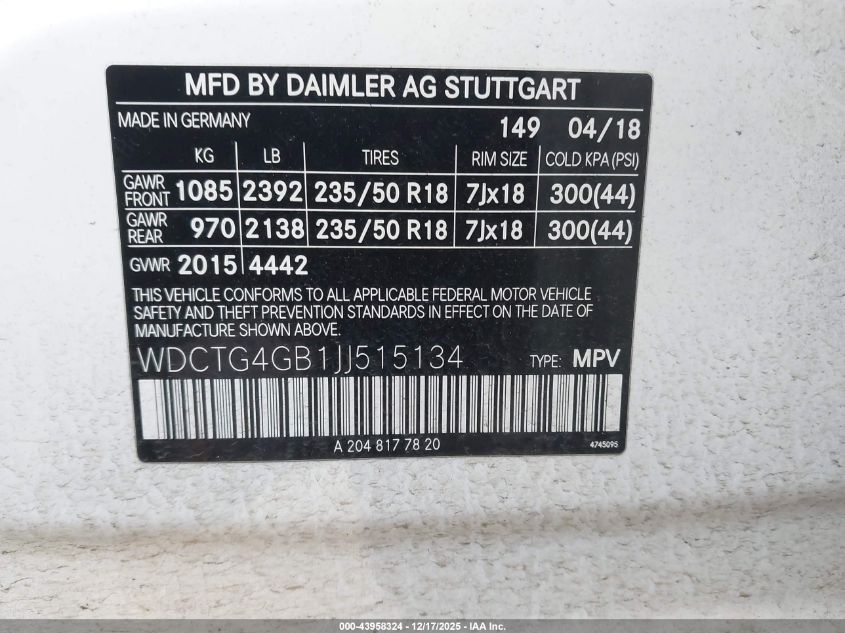 MFD BY DAIMLER AG STUTTGART
MADE IN GERMANY 149 04/18
KG LB TIRES RIM SIZE COLD KPA (PSI)
GAWR FRONT 1085 2392 235/50 R18 7Jx18 300(44)
GAWR REAR 970 2138 235/50 R18 7Jx18 300(44)
GVWR 2015 4442
THIS VEHICLE CONFORMS TO ALL APPLICABLE FEDERAL MOTOR VEHICLE
SAFETY AND THEFT PREVENTION STANDARDS IN EFFECT ON THE DATE OF
MANUFACTURE SHOWN ABOVE.
WDCTG4GB1JJ515134 TYPE: MPV
A 204 817 78 20 4745095
000-43958324 - 12/17/2025 - IAA Inc.